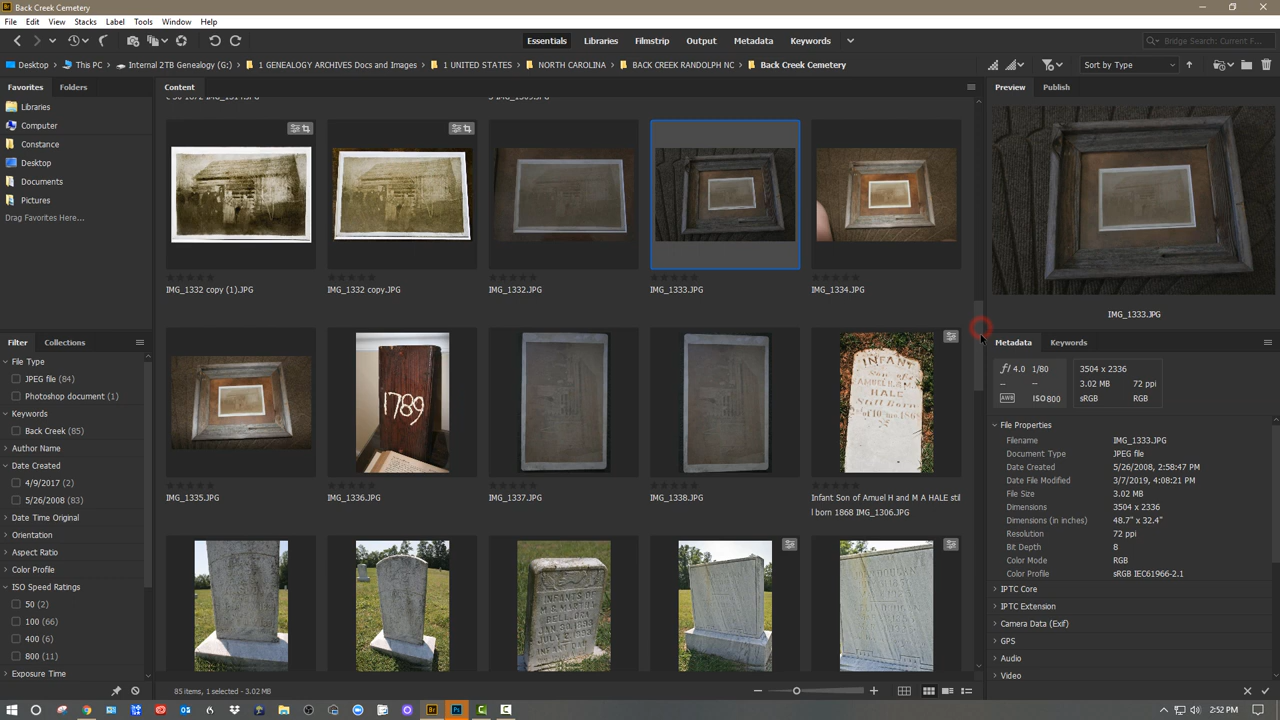 Br Back Creek Cemetery
File Edit View Stacks Label Tools Window Help
Essentials Libraries Filmstrip Output Metadata Keywords
Bridge Search: Current F...
Desktop This PC Internal 2TB Genealogy (G:) 1 GENEALOGY ARCHIVES Docs and Images 1 UNITED STATES NORTH CAROLINA BACK CREEK RANDOLPH NC Back Creek Cemetery
Sort by Type
Favorites Folders
Libraries
Computer
Constance
Desktop
Documents
Pictures
Drag Favorites Here...
Filter Collections
File Type
JPEG file (84)
Photoshop document (1)
Keywords
Back Creek (85)
Author Name
Date Created
4/9/2017 (2)
5/26/2008 (83)
Date Time Original
Orientation
Aspect Ratio
Color Profile
ISO Speed Ratings
50 (2)
100 (66)
400 (6)
800 (11)
Exposure Time
Content
IMG_1332 copy (1).JPG
IMG_1332 copy.JPG
IMG_1332.JPG
IMG_1333.JPG
IMG_1334.JPG
1789
INFANT
HALE
IMG_1335.JPG
IMG_1336.JPG
IMG_1337.JPG
IMG_1338.JPG
Infant Son of Amuel H and M A HALE stil
l born 1868 IMG_1306.JPG
INFANTS OF
85 items, 1 selected - 3.02 MB
Preview Publish
IMG_1333.JPG
Metadata Keywords
f/ 4.0 1/80
-- --
AWB ISO800
3504 x 2336
3.02 MB 72 ppi
sRGB RGB
File Properties
Filename IMG_1333.JPG
Document Type JPEG file
Date Created 5/26/2008, 2:58:47 PM
Date File Modified 3/7/2019, 4:08:21 PM
File Size 3.02 MB
Dimensions 3504 x 2336
Dimensions (in inches) 48.7" x 32.4"
Resolution 72 ppi
Bit Depth 8
Color Mode RGB
Color Profile sRGB IEC61966-2.1
IPTC Core
IPTC Extension
Camera Data (Exif)
GPS
Audio
Video
Br Ps
2:52 PM